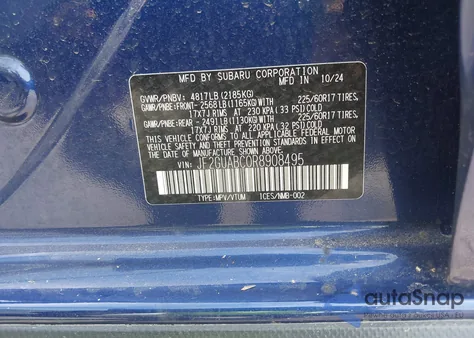 MFD BY SUBARU CORPORATION
MFD IN 10/24
GVWR/PNBV: 4817LB (2185KG)
GAWR/PNBE:FRONT-2568LB(1165KG)WITH 225/60R17 TIRES,
17X7J RIMS, AT 230 KPA (33 PSI) COLD
GAWR/PNBE:REAR -2491LB(1130KG)WITH 225/60R17 TIRES,
17X7J RIMS, AT 220 KPA (32 PSI) COLD
THIS VEHICLE CONFORMS TO ALL APPLICABLE FEDERAL MOTOR
VEHICLE SAFETY, BUMPER, AND THEFT PREVENTION STANDARDS
IN EFFECT ON THE DATE OF MANUFACTURE SHOWN ABOVE.
VIN: JF2GUABC0R8908495
TYPE:MPV/VTUM ICES/NMB-002
autoSnap